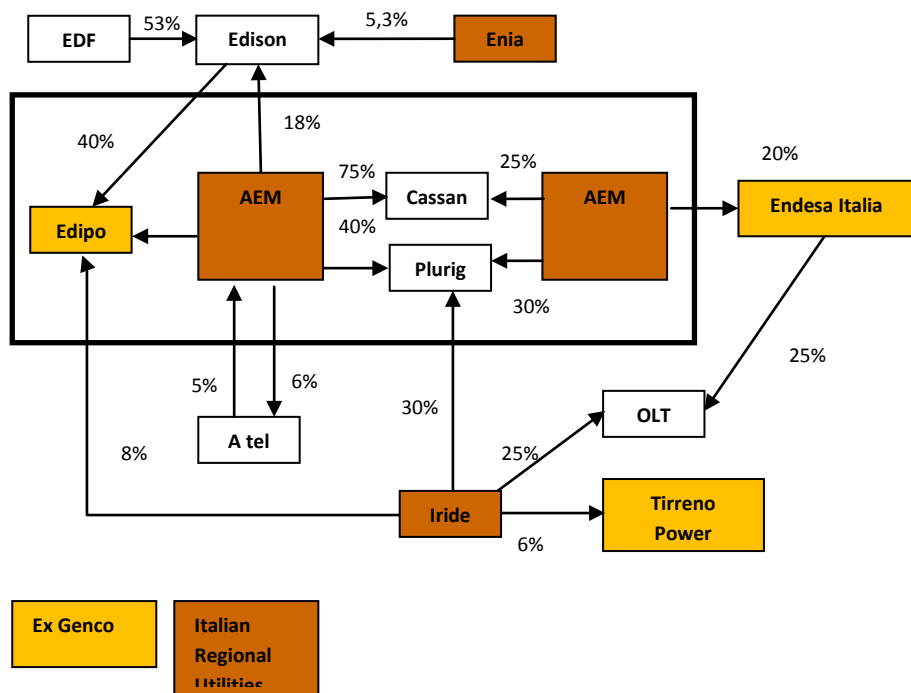 53%
5,3%
EDF
Edison
Enia
40%
18%
75%
25%
20%
AEM
Cassan
AEM
Endesa Italia
Edipo
40%
Plurig
30%
25%
5%
6%
30%
OLT
A tel
8%
25%
Iride
Tirreno
Power
6%
Ex Genco
Italian
Regional
Utilities